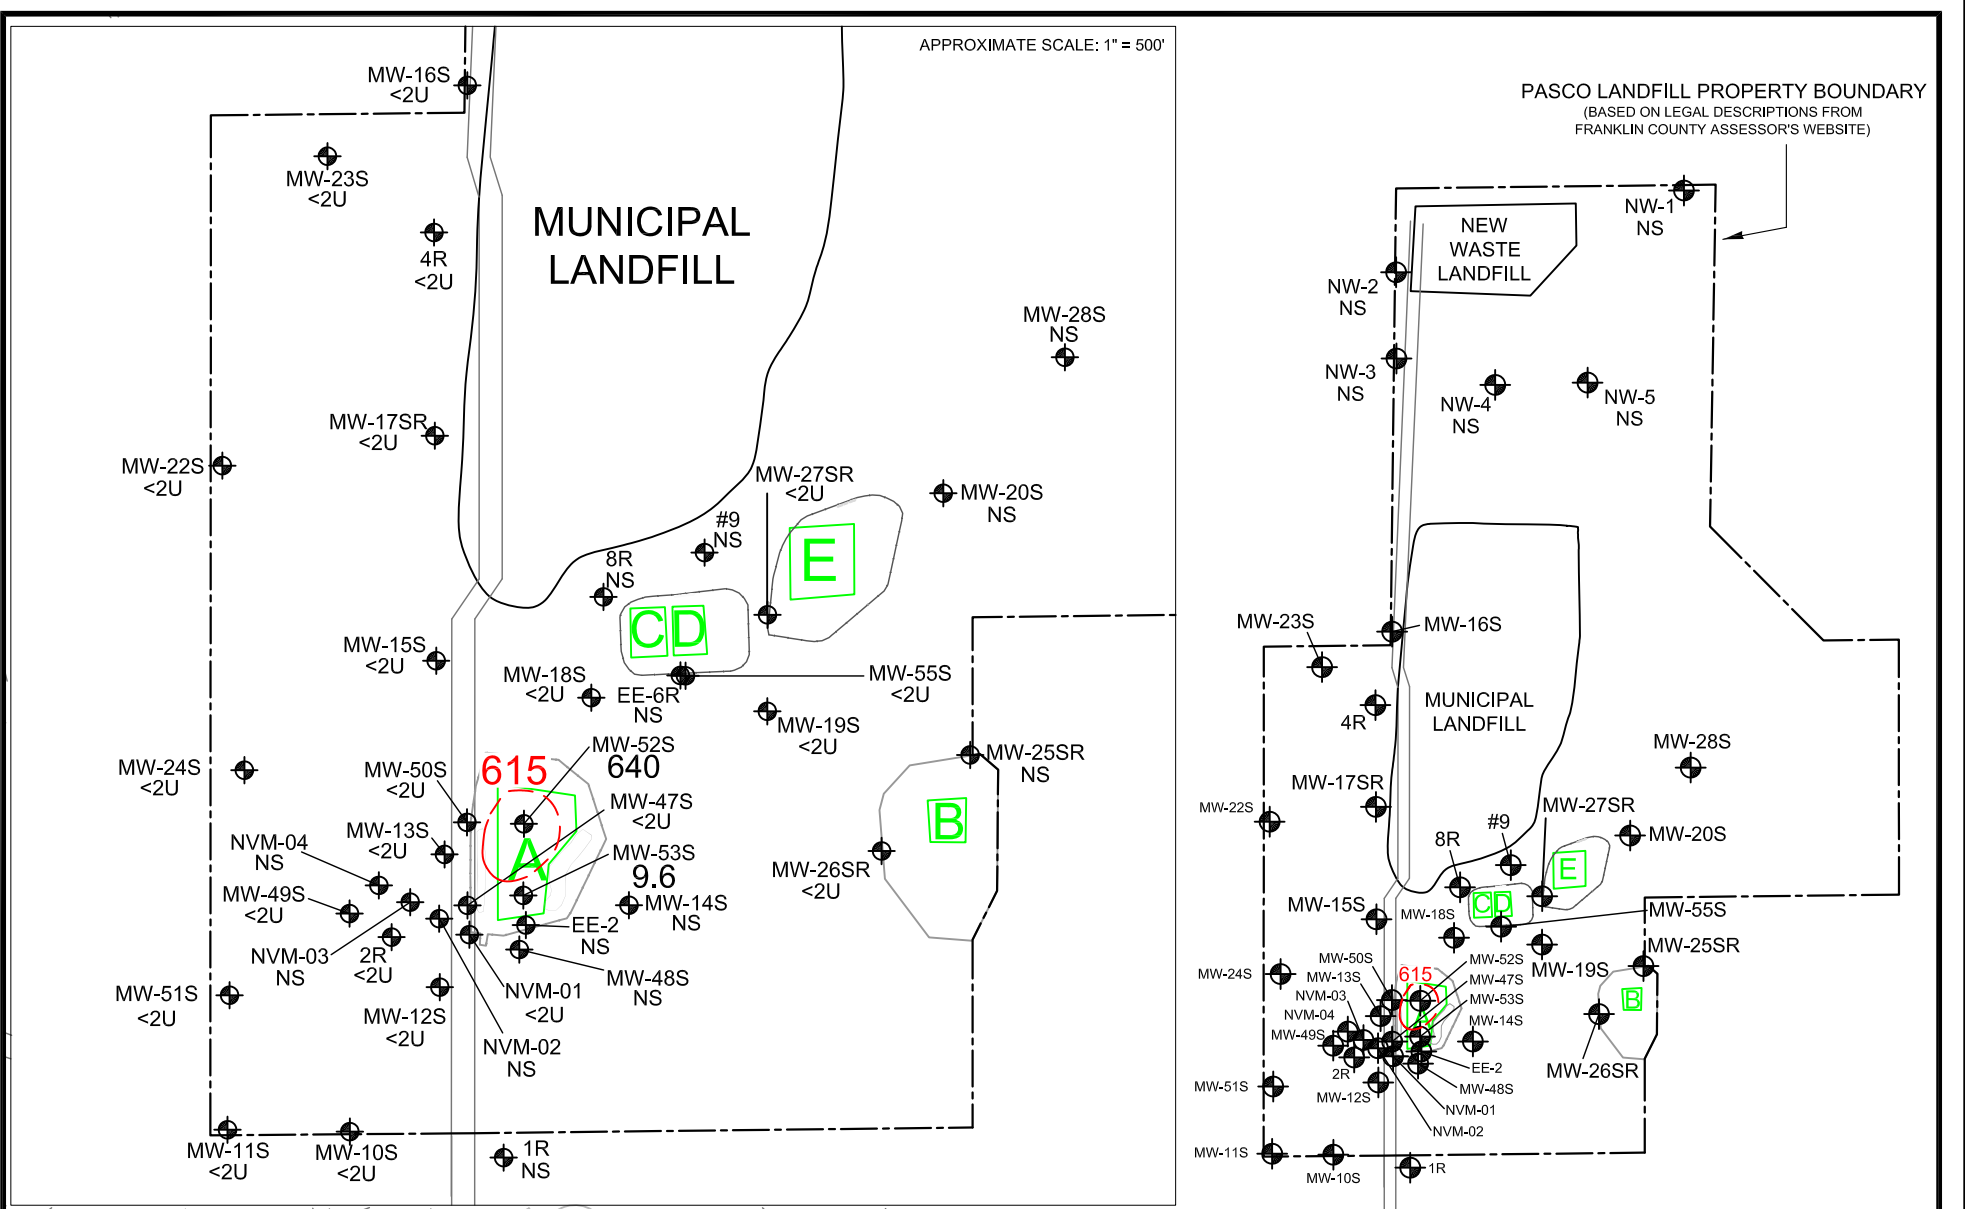 APPROXIMATE SCALE: 1" = 500'
MW-16S
<2U
MW-23S
<2U
4R
<2U
MUNICIPAL
LANDFILL
MW-28S
NS
MW-17SR
<2U
MW-22S
<2U
MW-27SR
<2U
MW-20S
NS
#9
NS
8R
NS
E
C
D
MW-15S
<2U
MW-18S
<2U
EE-6R
NS
MW-55S
<2U
MW-19S
<2U
MW-52S
640
615
MW-25SR
NS
MW-24S
<2U
MW-50S
<2U
MW-47S
<2U
B
MW-13S
<2U
NVM-04
NS
A
MW-53S
9.6
MW-26SR
<2U
MW-49S
<2U
MW-14S
NS
EE-2
NS
NVM-03
NS
2R
<2U
MW-48S
NS
MW-51S
<2U
NVM-01
<2U
MW-12S
<2U
NVM-02
NS
MW-11S
<2U
MW-10S
<2U
1R
NS
PASCO LANDFILL PROPERTY BOUNDARY
(BASED ON LEGAL DESCRIPTIONS FROM
FRANKLIN COUNTY ASSESSOR'S WEBSITE)
NW-1
NS
NEW
WASTE
LANDFILL
NW-2
NS
NW-3
NS
NW-4
NS
NW-5
NS
MW-23S
MW-16S
4R
MUNICIPAL
LANDFILL
MW-28S
MW-17SR
MW-22S
MW-27SR
#9
8R
MW-20S
E
C
D
MW-15S
MW-18S
MW-55S
MW-25SR
MW-50S
MW-52S
MW-19S
MW-24S
MW-13S
615
MW-47S
NVM-03
MW-53S
B
NVM-04
A
MW-14S
MW-49S
2R
EE-2
MW-26SR
MW-51S
MW-48S
MW-12S
NVM-01
NVM-02
MW-11S
MW-10S
1R